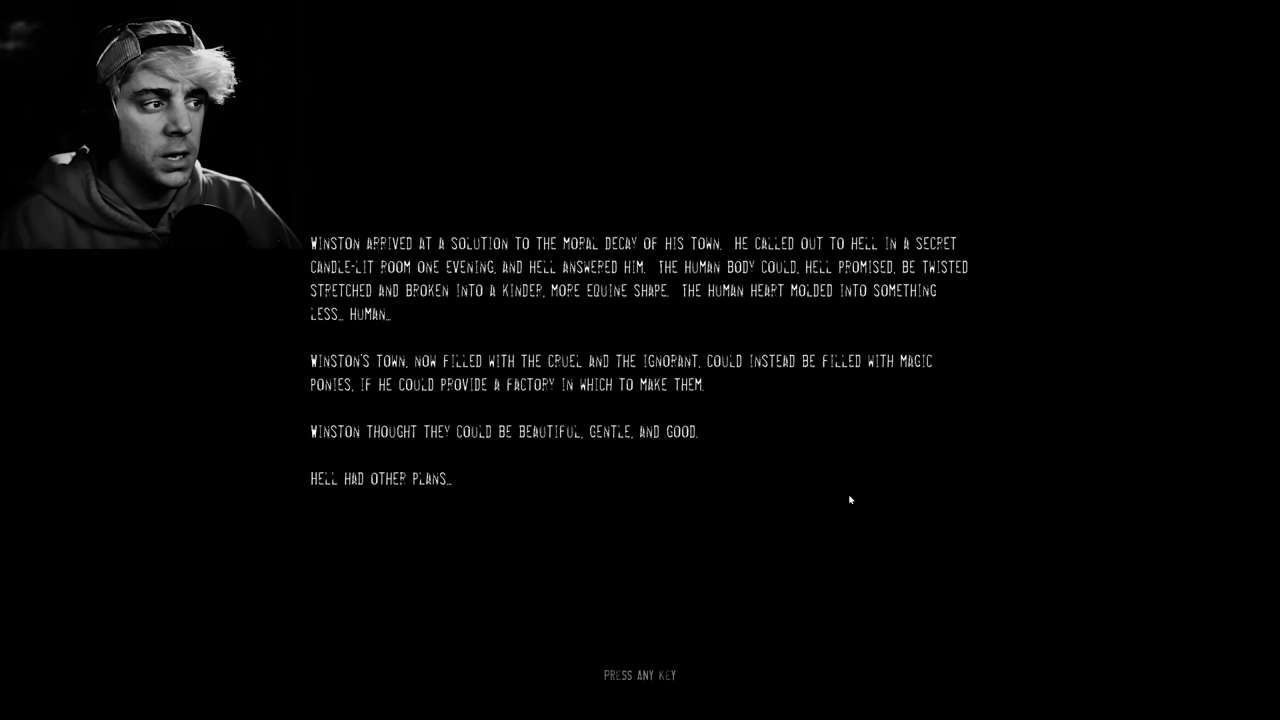 WINSTON ARRIVED AT A SOLUTION TO THE MORAL DECAY OF HIS TOWN. HE CALLED OUT TO HELL IN A SECRET
CANDLE-LIT ROOM ONE EVENING, AND HELL ANSWERED HIM. THE HUMAN BODY COULD, HELL PROMISED, BE TWISTED
STRETCHED AND BROKEN INTO A KINDER, MORE EQUINE SHAPE. THE HUMAN HEART MOLDED INTO SOMETHING
LESS... HUMAN...
WINSTON'S TOWN, NOW FILLED WITH THE CRUEL AND THE IGNORANT, COULD INSTEAD BE FILLED WITH MAGIC
PONIES, IF HE COULD PROVIDE A FACTORY IN WHICH TO MAKE THEM.
WINSTON THOUGHT THEY COULD BE BEAUTIFUL, GENTLE, AND GOOD.
HELL HAD OTHER PLANS...
PRESS ANY KEY